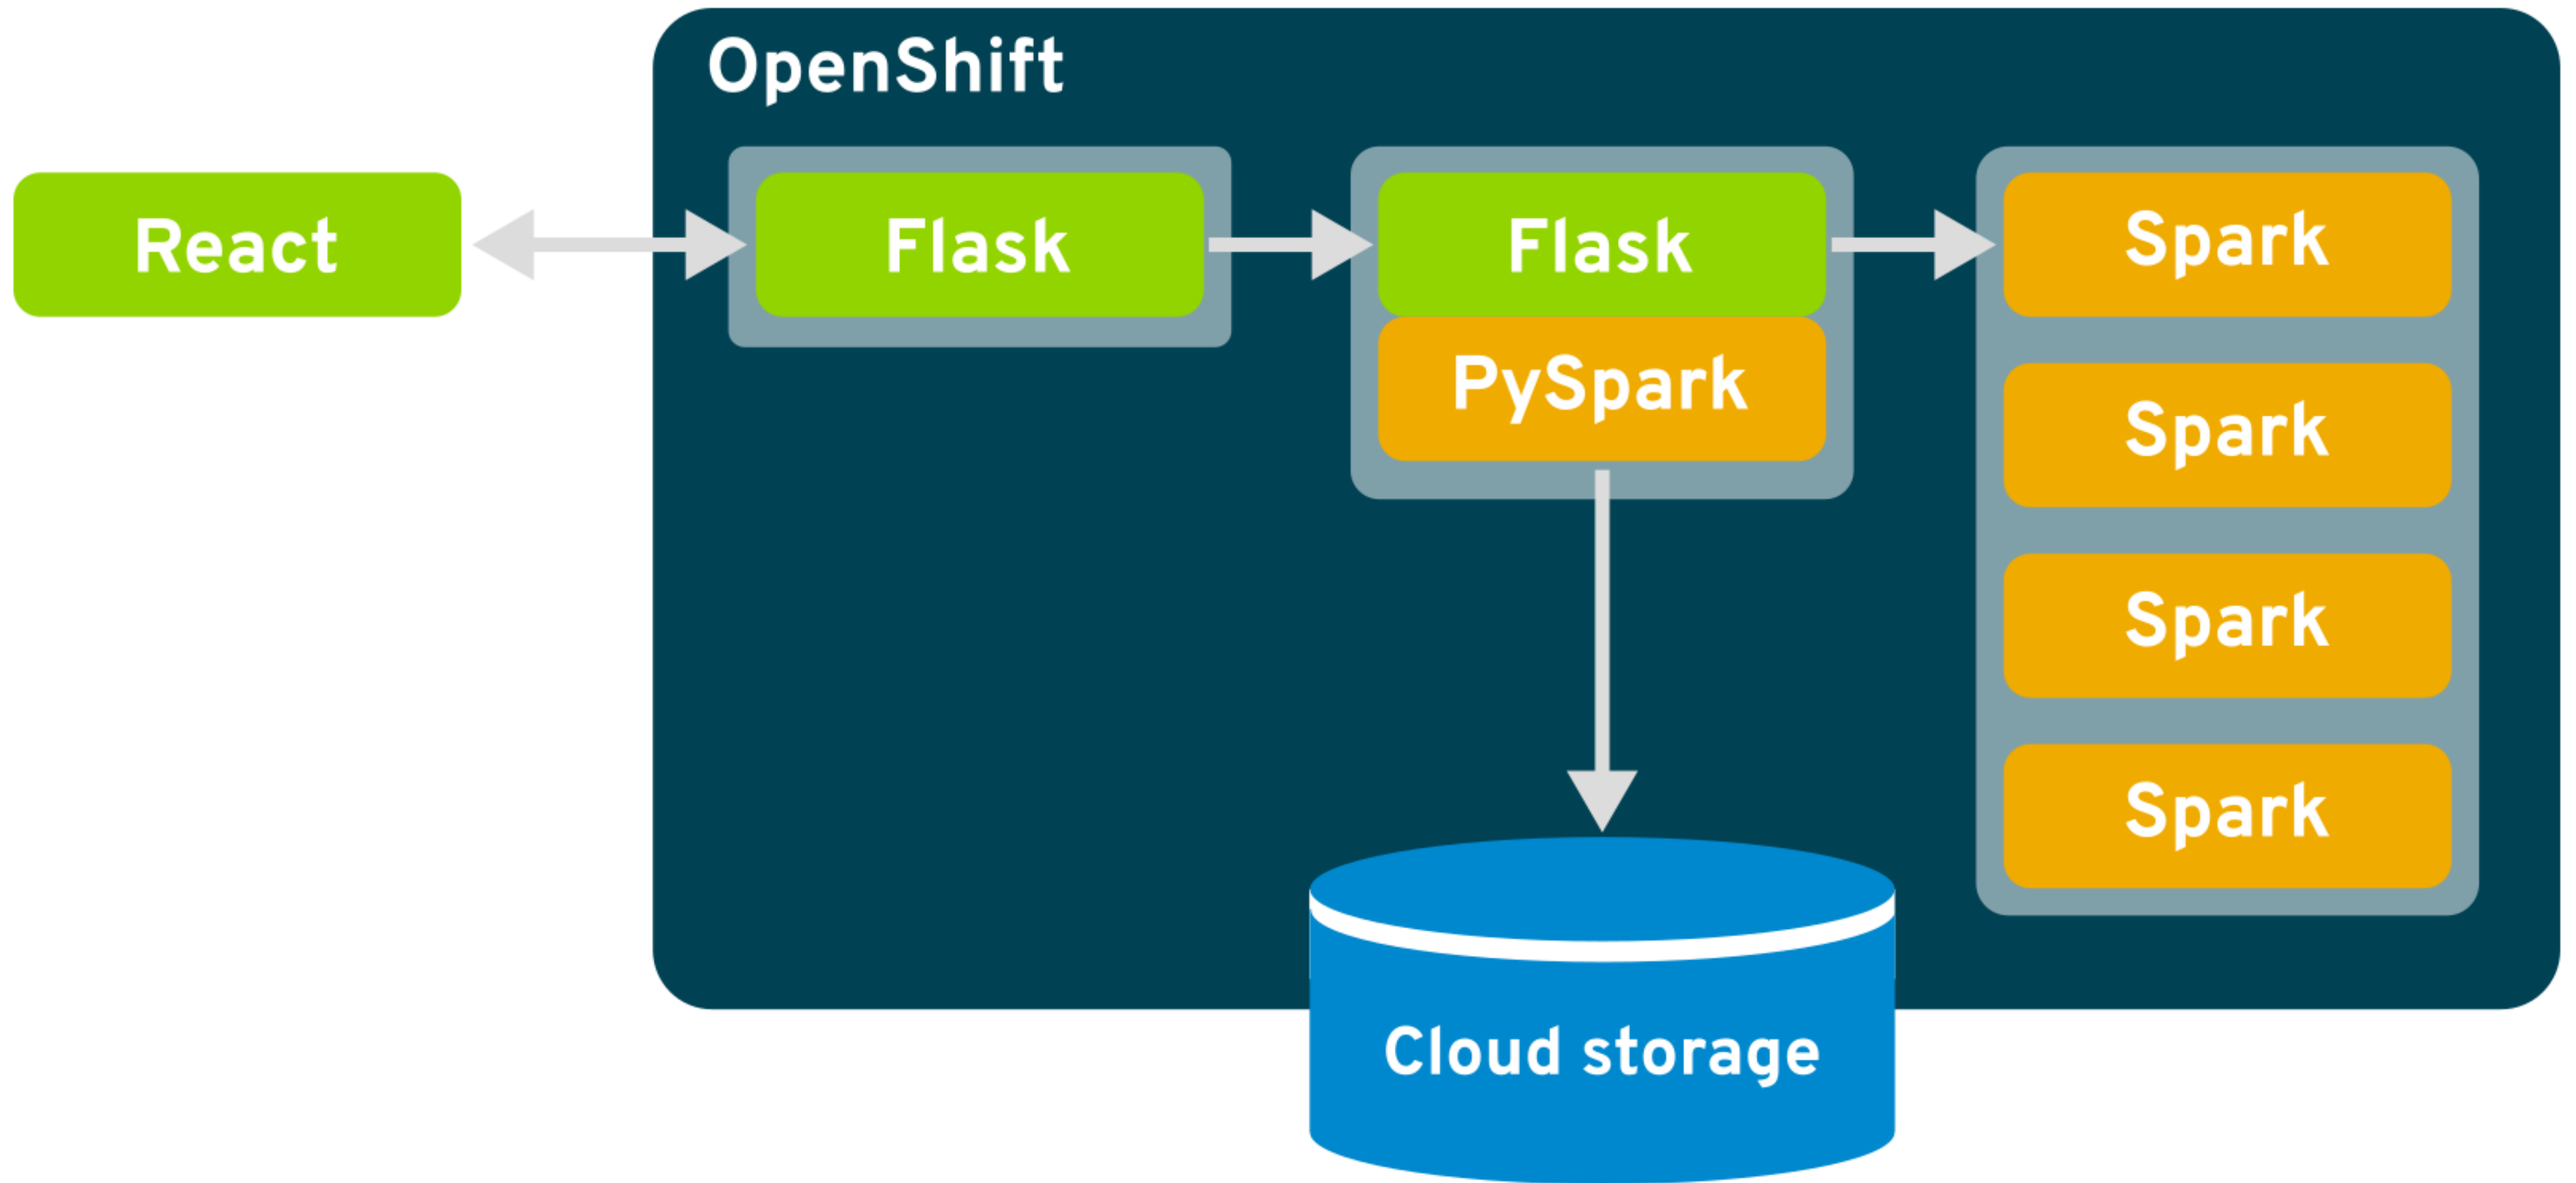 OpenShift
React
Flask
Flask
PySpark
Spark
Spark
Spark
Spark
Cloud storage